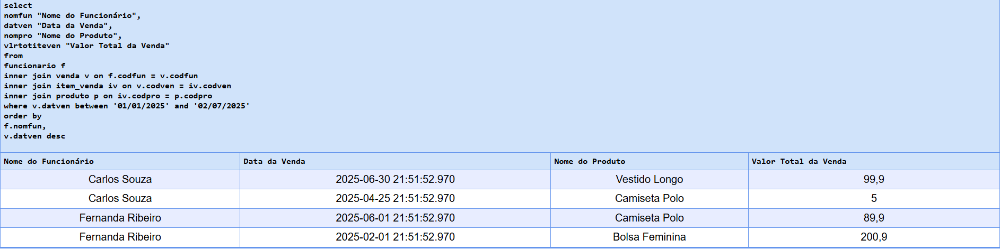 select
nomfun "Nome do Funcionário",
datven "Data da Venda",
nompro "Nome do Produto",
vlrtotiteven "Valor Total da Venda"
from
funcionario f
inner join venda v on f.codfun = v.codfun
inner join item_venda iv on v.codven = iv.codven
inner join produto p on iv.codpro = p.codpro
where v.datven between '01/01/2025' and '02/07/2025'
order by
f.nomfun,
v.datven desc
Nome do Funcionário Data da Venda Nome do Produto Valor Total da Venda
Carlos Souza 2025-06-30 21:51:52.970 Vestido Longo 99,9
Carlos Souza 2025-04-25 21:51:52.970 Camiseta Polo 5
Fernanda Ribeiro 2025-06-01 21:51:52.970 Camiseta Polo 89,9
Fernanda Ribeiro 2025-02-01 21:51:52.970 Bolsa Feminina 200,9